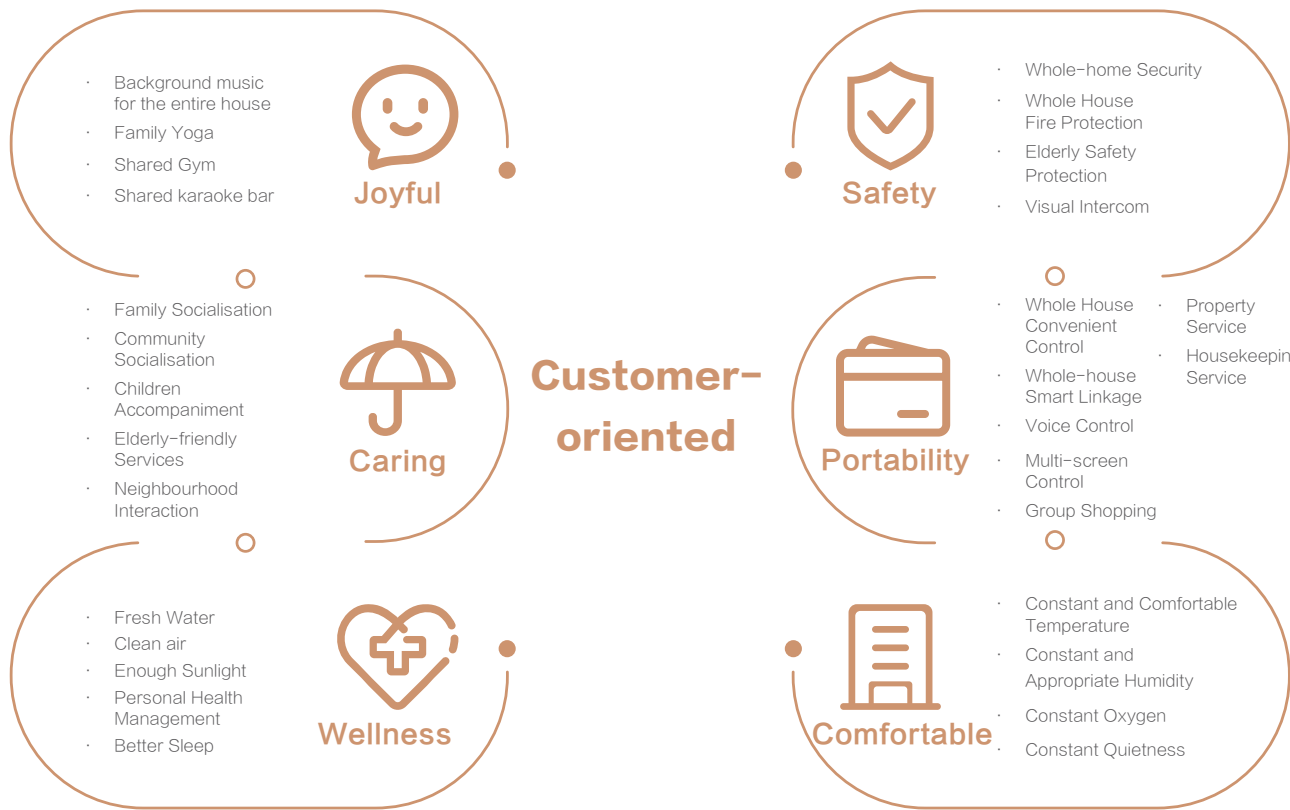 Background music
for the entire house
Family Yoga
Shared Gym
Shared karaoke bar
Joyful
Family Socialisation
Community
Socialisation
Children
Accompaniment
Elderly-friendly
Services
Neighbourhood
Interaction
Caring
Fresh Water
Clean air
Enough Sunlight
Personal Health
Management
Better Sleep
Wellness
Customer-
oriented
Safety
Whole-home Security
Whole House
Fire Protection
Elderly Safety
Protection
Visual Intercom
Portability
Whole House
Convenient
Control
Whole-house
Smart Linkage
Voice Control
Multi-screen
Control
Group Shopping
Property
Service
Housekeepin
Service
Comfortable
Constant and Comfortable
Temperature
Constant and
Appropriate Humidity
Constant Oxygen
Constant Quietness